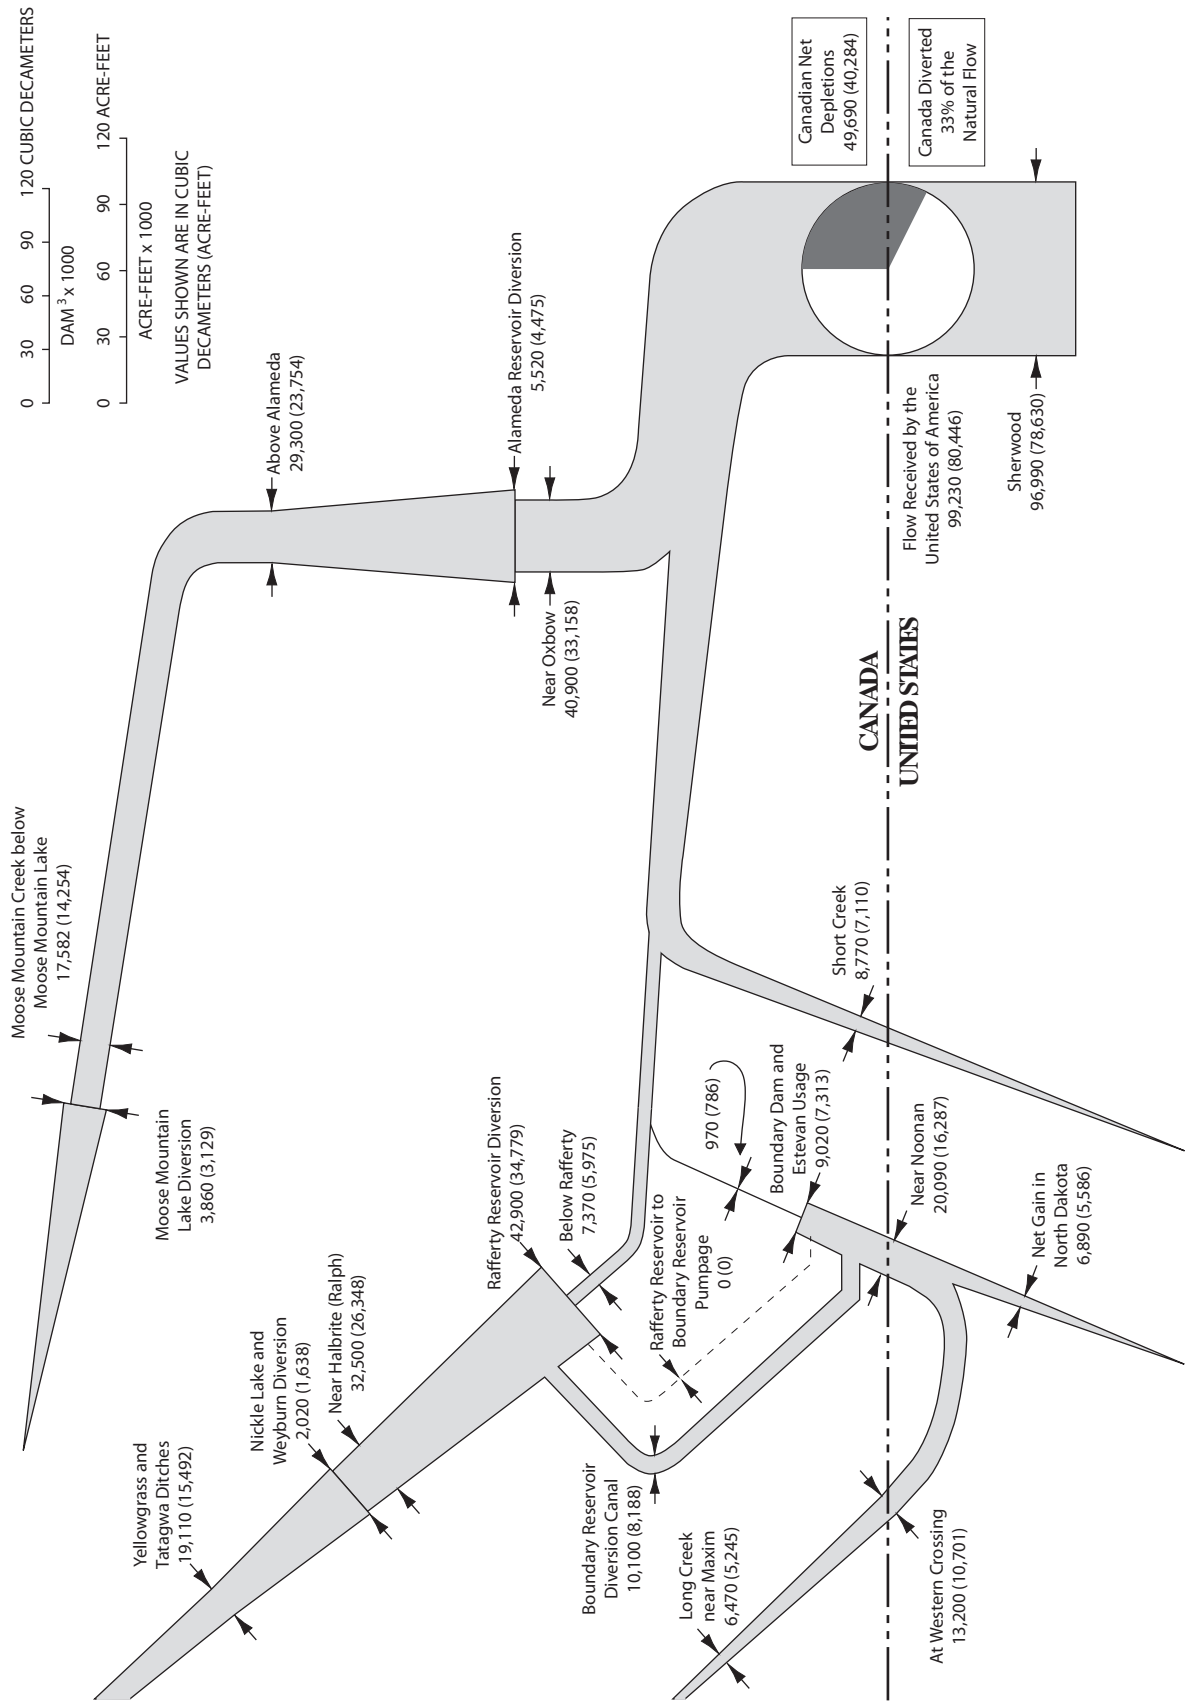 0 30 60 90 120 CUBIC DECAMETERS
DAM 3 x 1000
0 30 60 90 120 ACRE-FEET
ACRE-FEET x 1000
VALUES SHOWN ARE IN CUBIC
DECAMETERS (ACRE-FEET)
Moose Mountain Creek below
Moose Mountain Lake
17,582 (14,254)
Moose Mountain
Lake Diversion
3,860 (3,129)
Above Alameda
29,300 (23,754)
Alameda Reservoir Diversion
5,520 (4,475)
Near Oxbow
40,900 (33,158)
Yellowgrass and
Tatagwa Ditches
19,110 (15,492)
Nickle Lake and
Weyburn Diversion
2,020 (1,638)
Near Halbrite (Ralph)
32,500 (26,348)
Rafferty Reservoir Diversion
42,900 (34,779)
Below Rafferty
7,370 (5,975)
Rafferty Reservoir to
Boundary Reservoir
Pumpage
0 (0)
970 (786)
Boundary Dam and
Estevan Usage
9,020 (7,313)
Boundary Reservoir
Diversion Canal
10,100 (8,188)
Long Creek
near Maxim
6,470 (5,245)
Short Creek
8,770 (7,110)
Near Noonan
20,090 (16,287)
Net Gain in
North Dakota
6,890 (5,586)
At Western Crossing
13,200 (10,701)
CANADA
UNITED STATES
Canadian Net
Depletions
49,690 (40,284)
Canada Diverted
33% of the
Natural Flow
Flow Received by the
United States of America
99,230 (80,446)
Sherwood
96,990 (78,630)